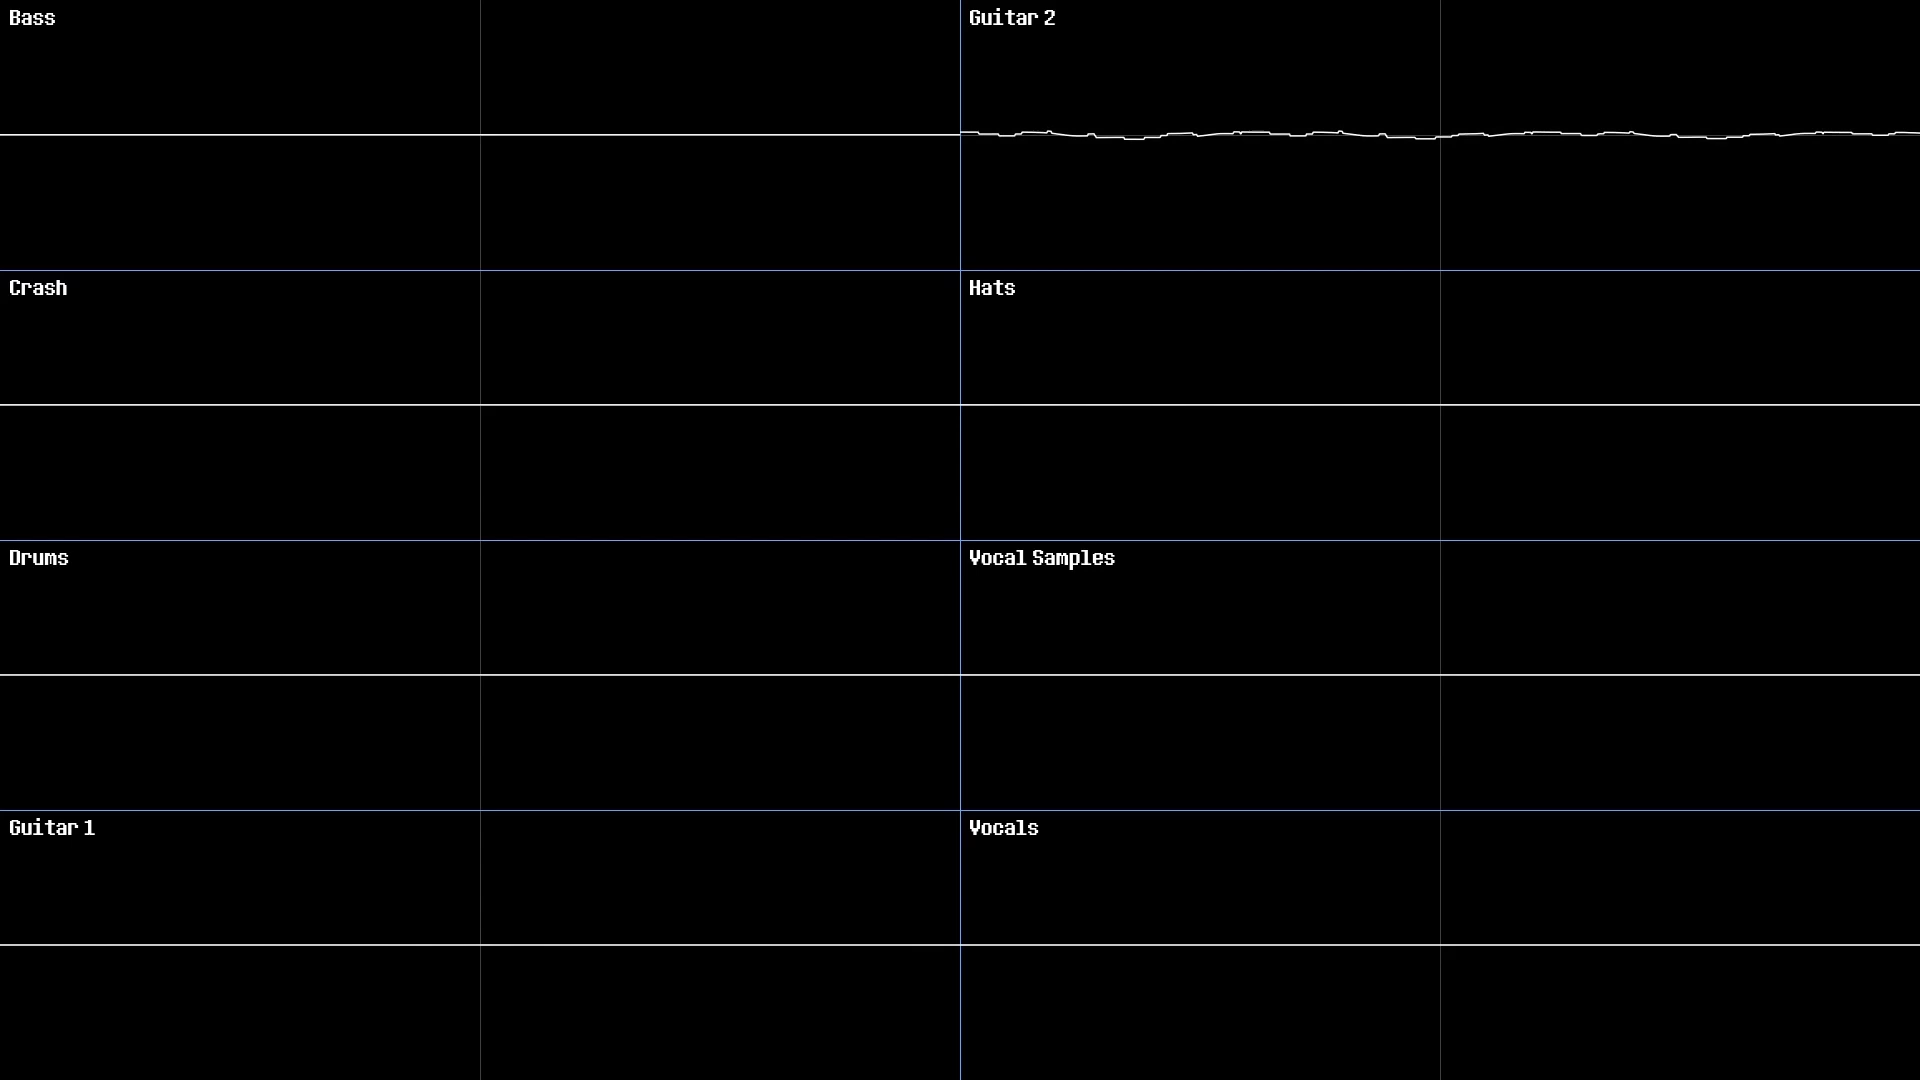 Bass
Guitar 2
Crash
Hats
Drums
Vocal Samples
Guitar 1
Vocals